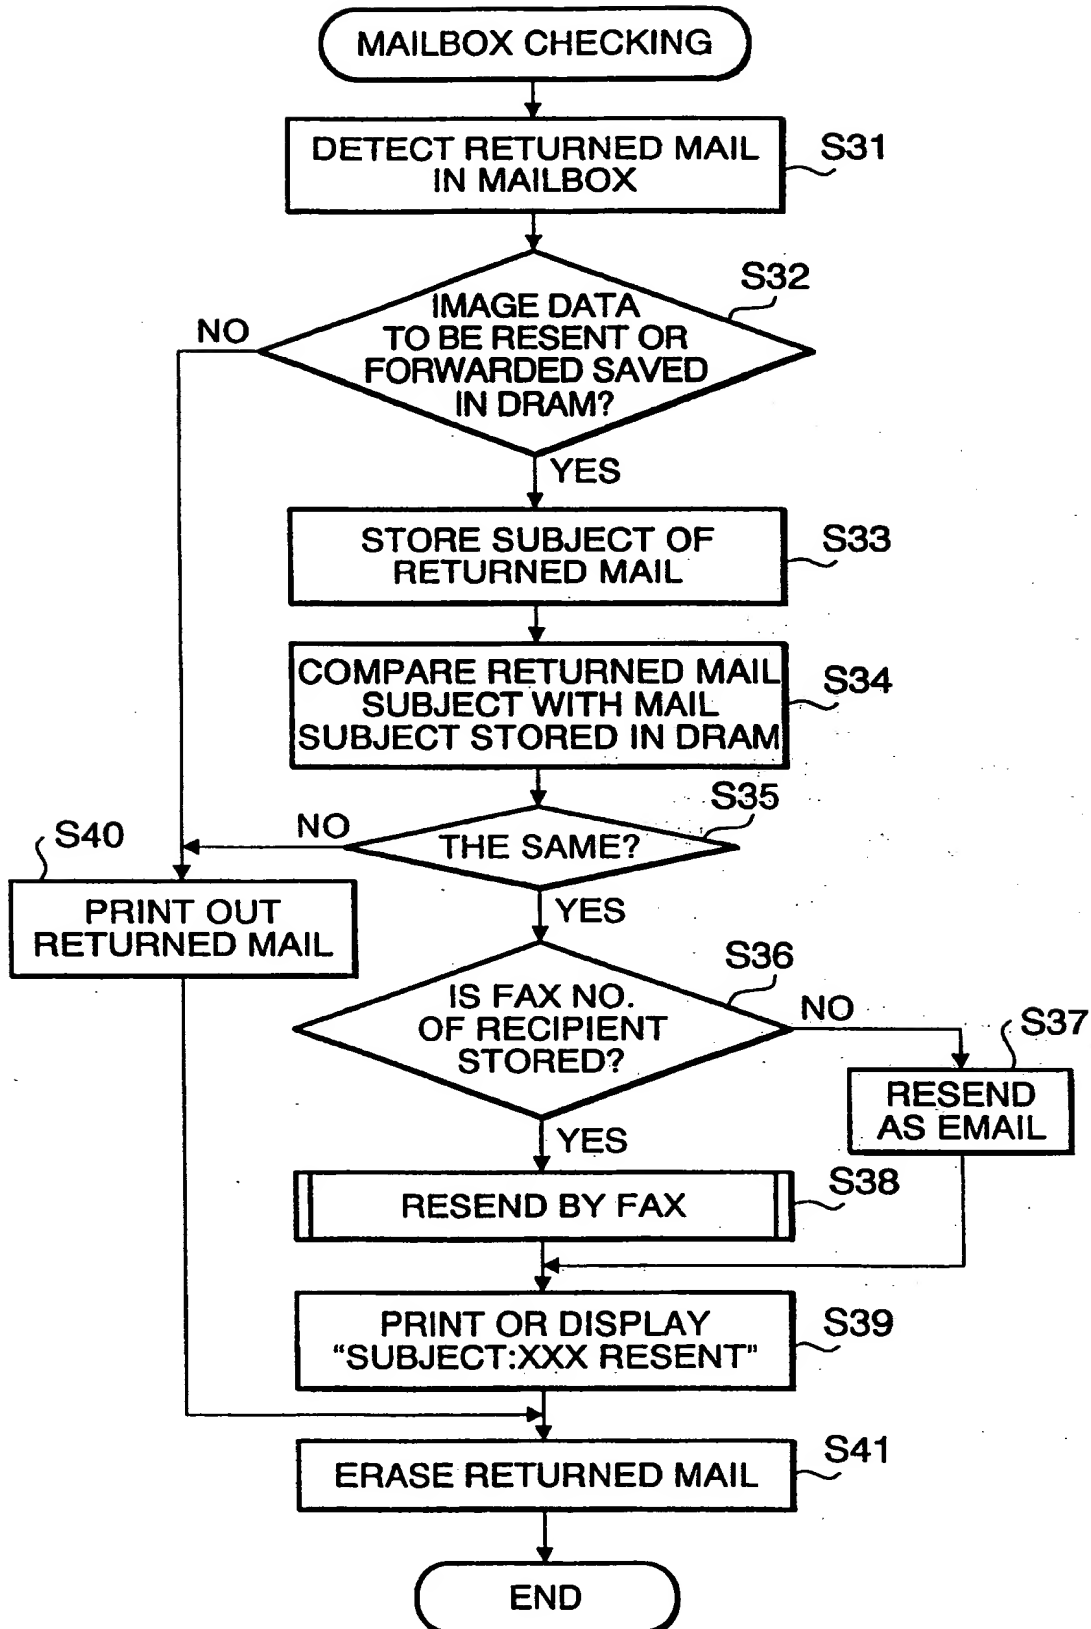 MAILBOX CHECKING
DETECT RETURNED MAIL
IN MAILBOX
S31
IMAGE DATA
TO BE RESENT OR
FORWARDED SAVED
IN DRAM?
S32
NO
YES
STORE SUBJECT OF
RETURNED MAIL
S33
COMPARE RETURNED MAIL
SUBJECT WITH MAIL
SUBJECT STORED IN DRAM
S34
THE SAME?
S35
NO
YES
S40
PRINT OUT
RETURNED MAIL
IS FAX NO.
OF RECIPIENT
STORED?
S36
NO
YES
S37
RESEND
AS EMAIL
RESEND BY FAX
S38
PRINT OR DISPLAY
“SUBJECT:XXX RESENT”
S39
ERASE RETURNED MAIL
S41
END